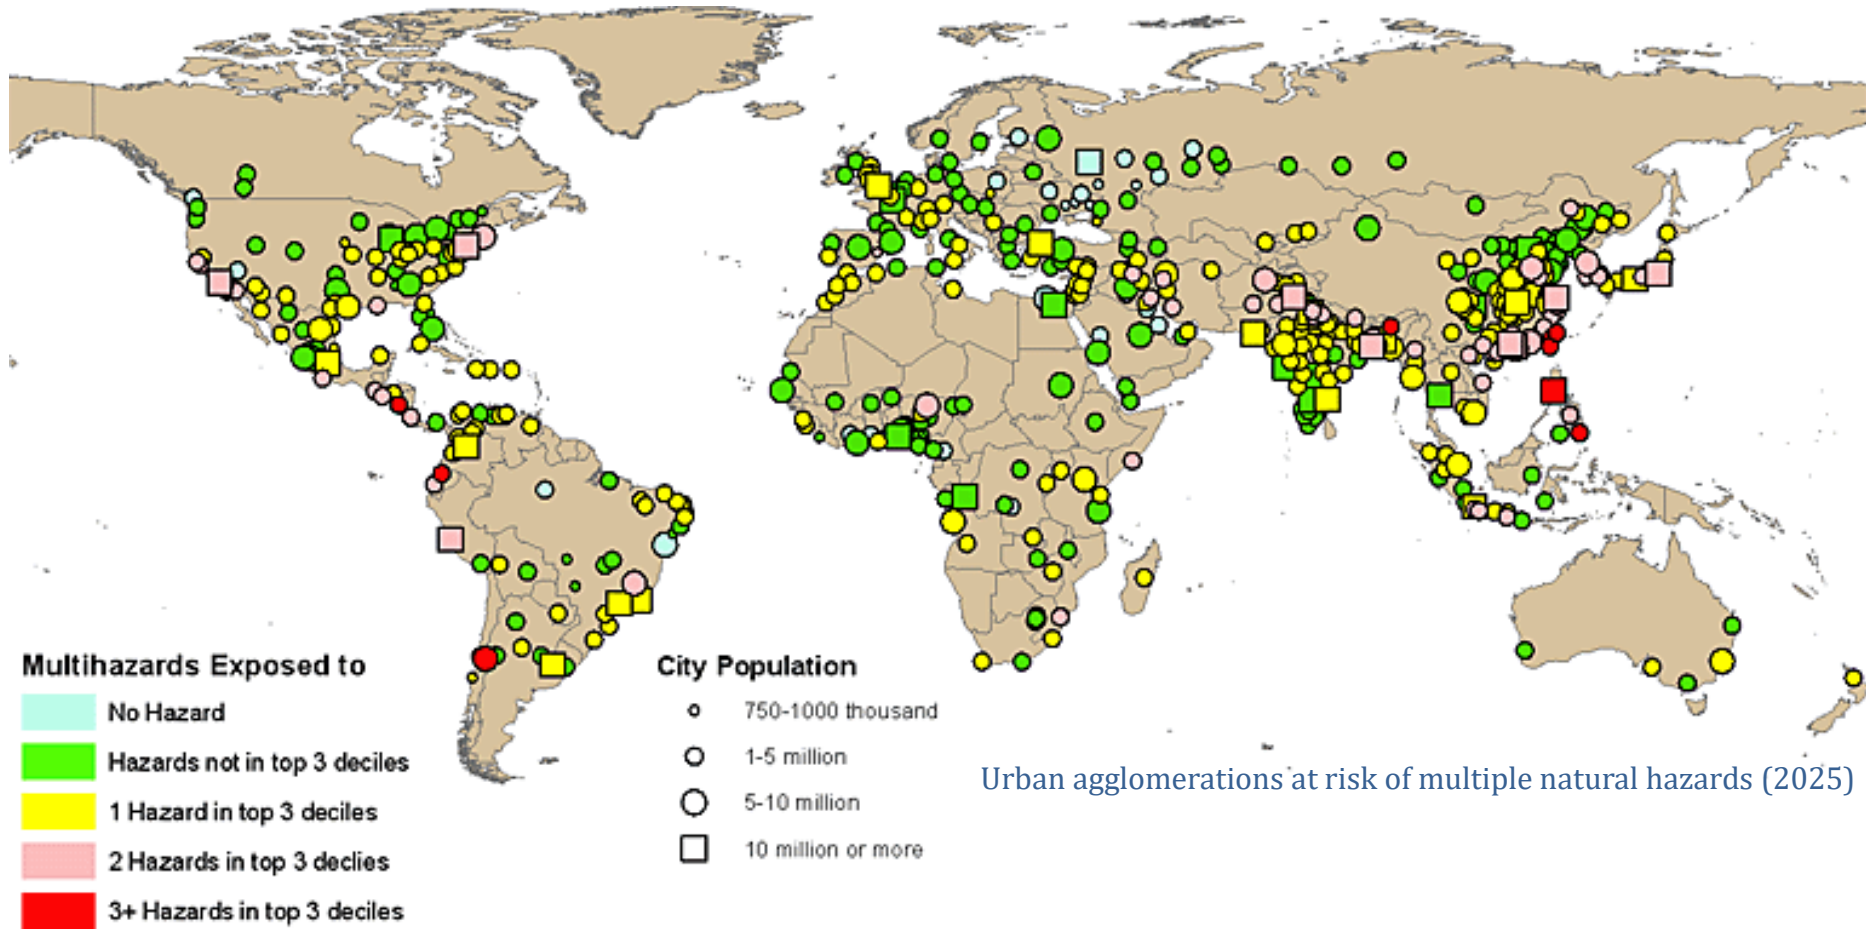 Multihazards Exposed to
No Hazard
Hazards not in top 3 deciles
1 Hazard in top 3 deciles
2 Hazards in top 3 declies
3+ Hazards in top 3 deciles
City Population
750-1000 thousand
1-5 million
5-10 million
10 million or more
Urban agglomerations at risk of multiple natural hazards (2025)